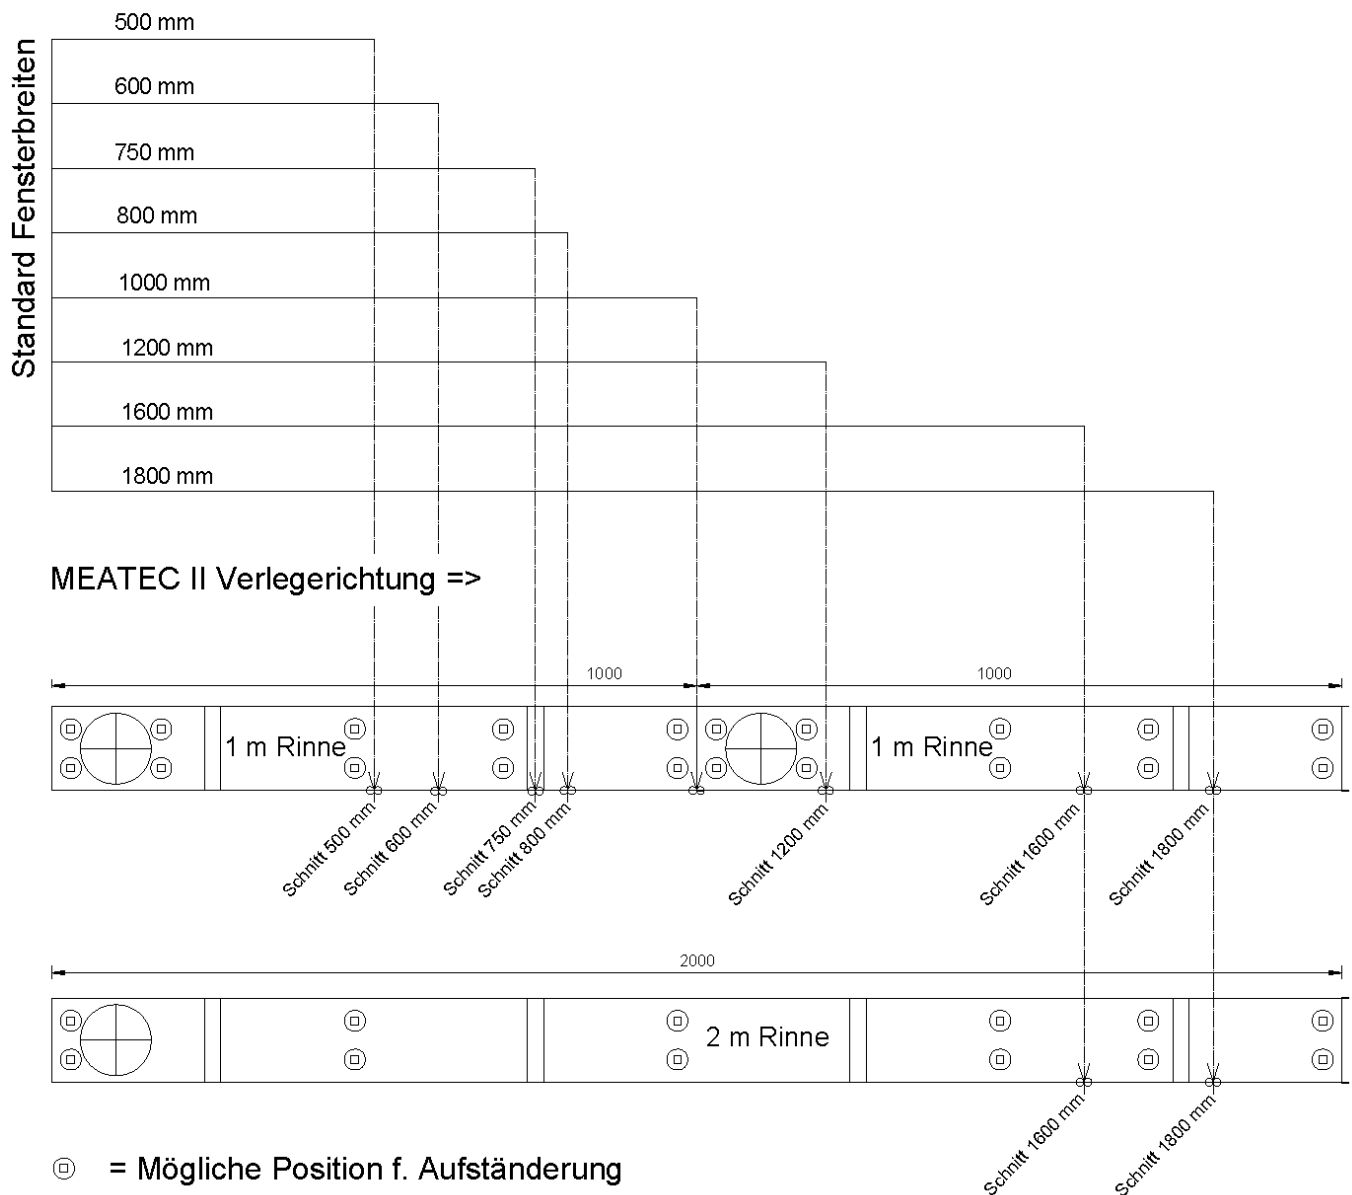 Standard Fensterbreiten
500 mm
600 mm
750 mm
800 mm
1000 mm
1200 mm
1600 mm
1800 mm
MEATEC II Verlegerichtung =>
1000
1000
1 m Rinne
1 m Rinne
Schnitt 500 mm
Schnitt 600 mm
Schnitt 750 mm
Schnitt 800 mm
Schnitt 1200 mm
Schnitt 1600 mm
Schnitt 1800 mm
2000
2 m Rinne
Schnitt 1600 mm
Schnitt 1800 mm
= Mögliche Position f. Aufständerung